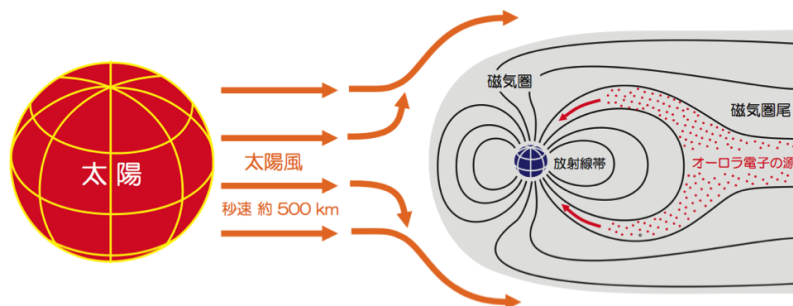 太陽
太陽風
秒速 約 500 km
磁気圏
磁気圏尾
放射線帯
オーロラ電子の源